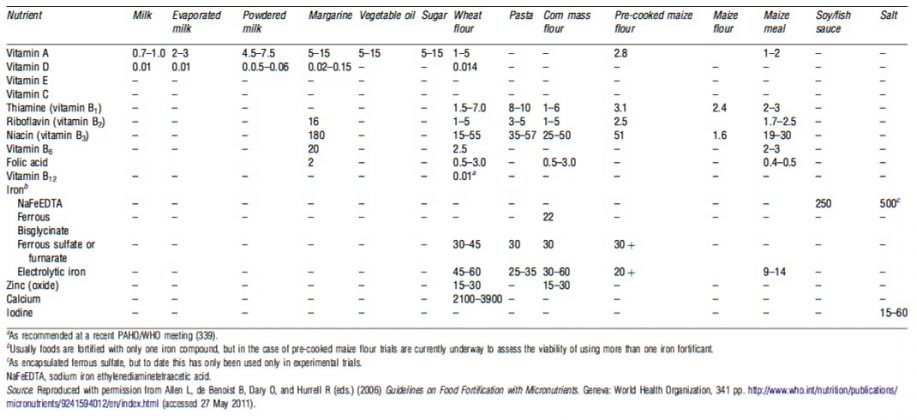 Nutrient Milk Evaporated milk Powdered milk Margarine Vegetable oil Sugar Wheat flour Pasta Corn mass flour Pre-cooked maize flour Maize flour Maize meal Soy/fish sauce Salt
Vitamin A 0.7–1.0 2–3 4.5–7.5 5–15 5–15 5–15 1–5 – – 2.8 – 1–2 – –
Vitamin D 0.01 0.01 0.0.5–0.06 0.02–0.15 – – 0.014 – – – – – –
Vitamin E – – – – – – – – – – – – – –
Vitamin C – – – – – – – – – – – – –
Thiamine (vitamin B1) – – – – – 1.5–7.0 8–10 1–6 3.1 2.4 2–3 – –
Riboflavin (vitamin B2) – – – 16 – – 1–5 3–5 1–5 2.5 1.7–2.5 – –
Niacin (vitamin B3) – – – 180 – – 15–55 35–57 25–50 51 1.6 19–30 – –
Vitamin B6 – – – 20 – – 2.5 – – – – 2–3 – –
Folic acid – – – 2 – – 0.5–3.0 – 0.5–3.0 – – 0.4–0.5 – –
Vitamin B12 – – – – – 0.01a – – – – – – –
Ironb
NaFeEDTA – – – – – – – – – – – – 250 500c
Ferrous Bisglycinate – – – – – – – – 22 – – – – –
Ferrous sulfate or furnarate – – – – – – 30–45 30 30 30 + – – – –
Electrolytic iron – – – – – – 45–60 25–35 30–60 20 + – 9–14 – –
Zinc (oxide) – – – – – – 15–30 – 15–30 – – – – –
Calcium – – – – – – 2100–3900 – – – – – – –
Iodine – – – – – – – – – – – – – 15–60
aAs recommended at a recent PAHO/WHO meeting (339).
bUsually foods are fortified with only one iron compound, but in the case of pre-cooked maize flour trials are currently underway to assess the viability of using more than one iron fortificant.
cAs encapsulated ferrous sulfate, but to date this has only been used only in experimental trials.
NaFeEDTA, sodium iron ethylenediaminetetraacetic acid.
Source: Reproduced with permission from Allen L, de Benoist B, Dary O, and Hurrell R (eds.) (2006) Guidelines on Food Fortification with Micronutrients. Geneva: World Health Organization, 341 pp. http://www.who.int/nutrition/publications/
micronutrients/9241594012/en/index.html (accessed 27 May 2011).